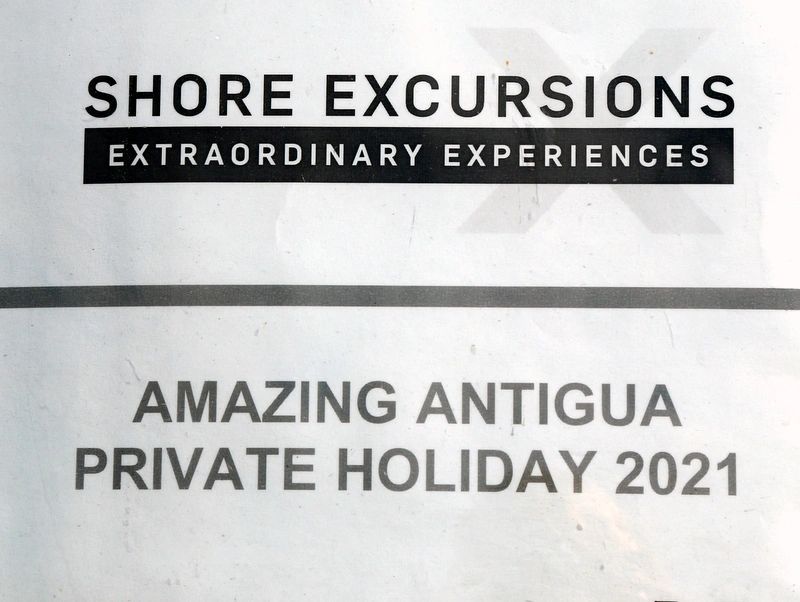 SHORE EXCURSIONS
EXTRAORDINARY EXPERIENCES
AMAZING ANTIGUA
PRIVATE HOLIDAY 2021